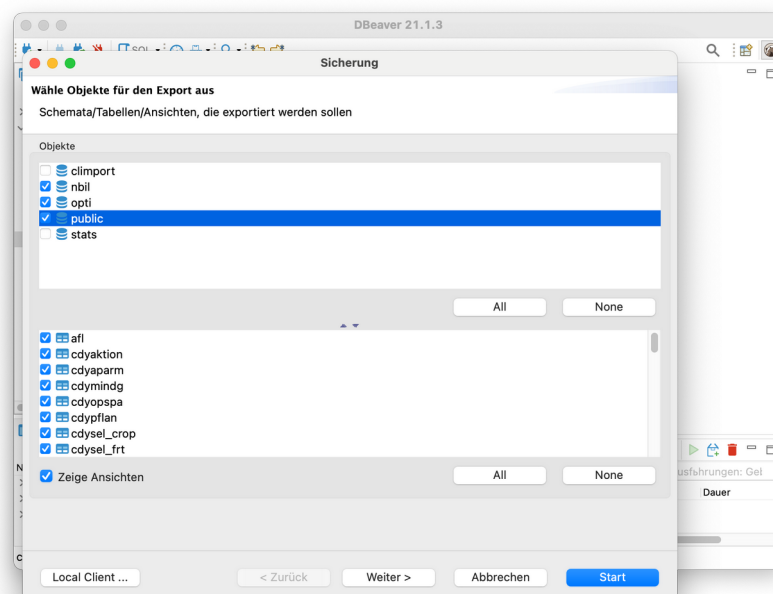 DBeaver 21.1.3
SQL
Sicherung
Wähle Objekte für den Export aus
Schemata/Tabellen/Ansichten, die exportiert werden sollen
Objekte
climport
nbil
opti
public
stats
All None
afl
cdyaktion
cdyaparm
cdymindg
cdyopspa
cdypflan
cdysel_crop
cdysel_frt
Zeige Ansichten All None
Dauer
Local Client ... < Zurück Weiter > Abbrechen Start